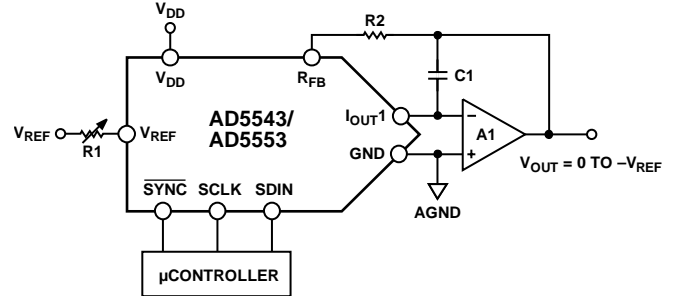 VDD
R2
VDD
RFB
C1
AD5543/
AD5553
IOUT1
VREF
R1
VREF
A1
GND
VOUT = 0 TO –VREF
SYNC SCLK SDIN
AGND
µCONTROLLER